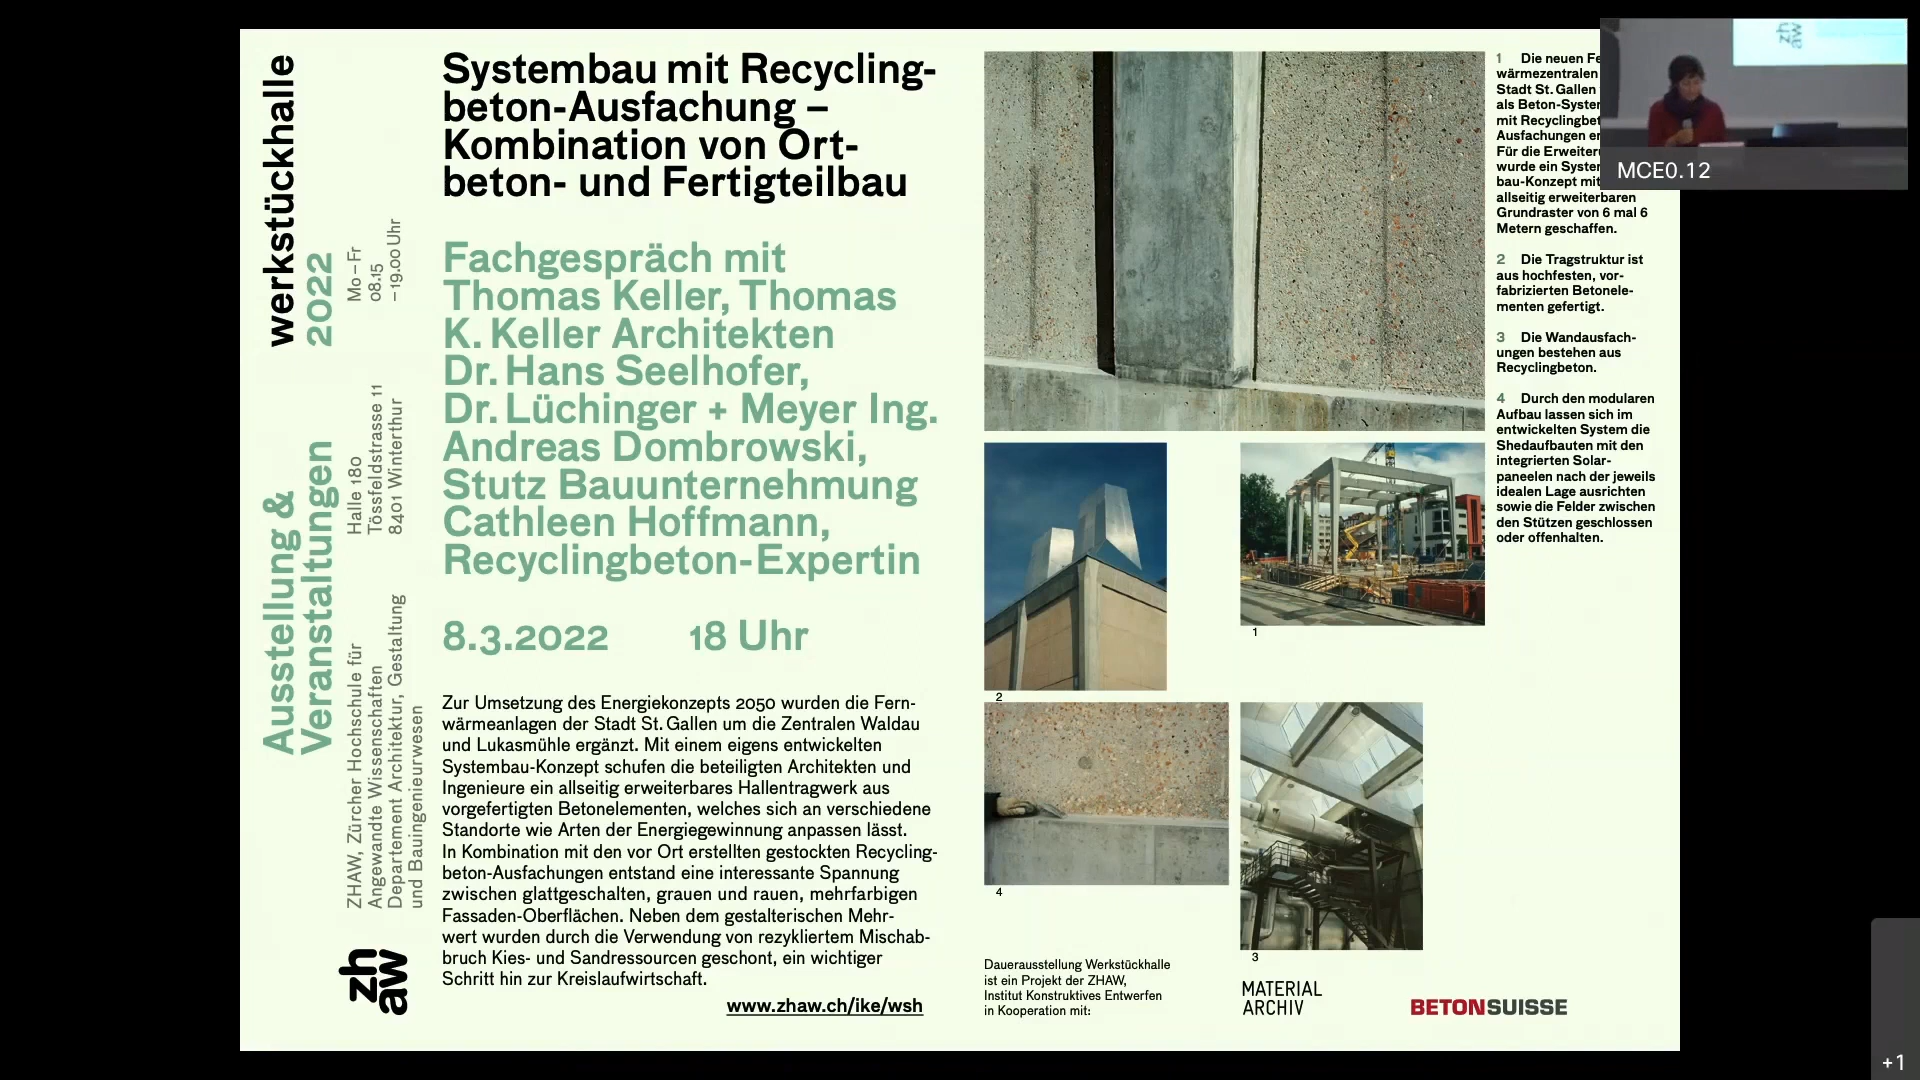 werkstückhalle
2022
Mo – Fr
08.15
– 19.00 Uhr
Ausstellung &
Veranstaltungen
Halle 180
Tössfeldstrasse 11
8401 Winterthur
ZHAW, Zürcher Hochschule für
Angewandte Wissenschaften
Departement Architektur, Gestaltung
und Bauingenieurwesen
zh
aw
Systembau mit Recycling-
beton-Ausfachung –
Kombination von Ort-
beton- und Fertigteilbau
Fachgespräch mit
Thomas Keller, Thomas
K. Keller Architekten
Dr. Hans Seelhofer,
Dr. Lüchinger + Meyer Ing.
Andreas Dombrowski,
Stutz Bauunternehmung
Cathleen Hoffmann,
Recyclingbeton-Expertin
8.3.2022 18 Uhr
Zur Umsetzung des Energiekonzepts 2050 wurden die Fern-
wärmeanlagen der Stadt St. Gallen um die Zentralen Waldau
und Lukasmühle ergänzt. Mit einem eigens entwickelten
Systembau-Konzept schufen die beteiligten Architekten und
Ingenieure ein allseitig erweiterbares Hallentragwerk aus
vorgefertigten Betonelementen, welches sich an verschiedene
Standorte wie Arten der Energiegewinnung anpassen lässt.
In Kombination mit den vor Ort erstellten gestockten Recycling-
beton-Ausfachungen entstand eine interessante Spannung
zwischen glattgeschalten, grauen und rauen, mehrfarbigen
Fassaden-Oberflächen. Neben dem gestalterischen Mehr-
wert wurden durch die Verwendung von rezykliertem Mischab-
bruch Kies- und Sandressourcen geschont, ein wichtiger
Schritt hin zur Kreislaufwirtschaft.
www.zhaw.ch/ike/wsh
1
2
4
3
Dauerausstellung Werkstückhalle
ist ein Projekt der ZHAW,
Institut Konstruktives Entwerfen
in Kooperation mit:
MATERIAL
ARCHIV
BETONSUISSE
1 Die neuen
wärmezentralen
Stadt St. Gallen
als
mit
Ausfachungen
Für die
wurde ein
bau-Konzept mit
allseitig erweiterbaren
Grundraster von 6 mal 6
Metern geschaffen.
2 Die Tragstruktur ist
aus hochfesten, vor-
fabrizierten Betonele-
menten gefertigt.
3 Die Wandausfach-
ungen bestehen aus
Recyclingbeton.
4 Durch den modularen
Aufbau lassen sich im
entwickelten System die
Shedaufbauten mit den
integrierten Solar-
paneelen nach der jeweils
idealen Lage ausrichten
sowie die Felder zwischen
den Stützen geschlossen
oder offenhalten.
zh
aw
MCE0.12
+1